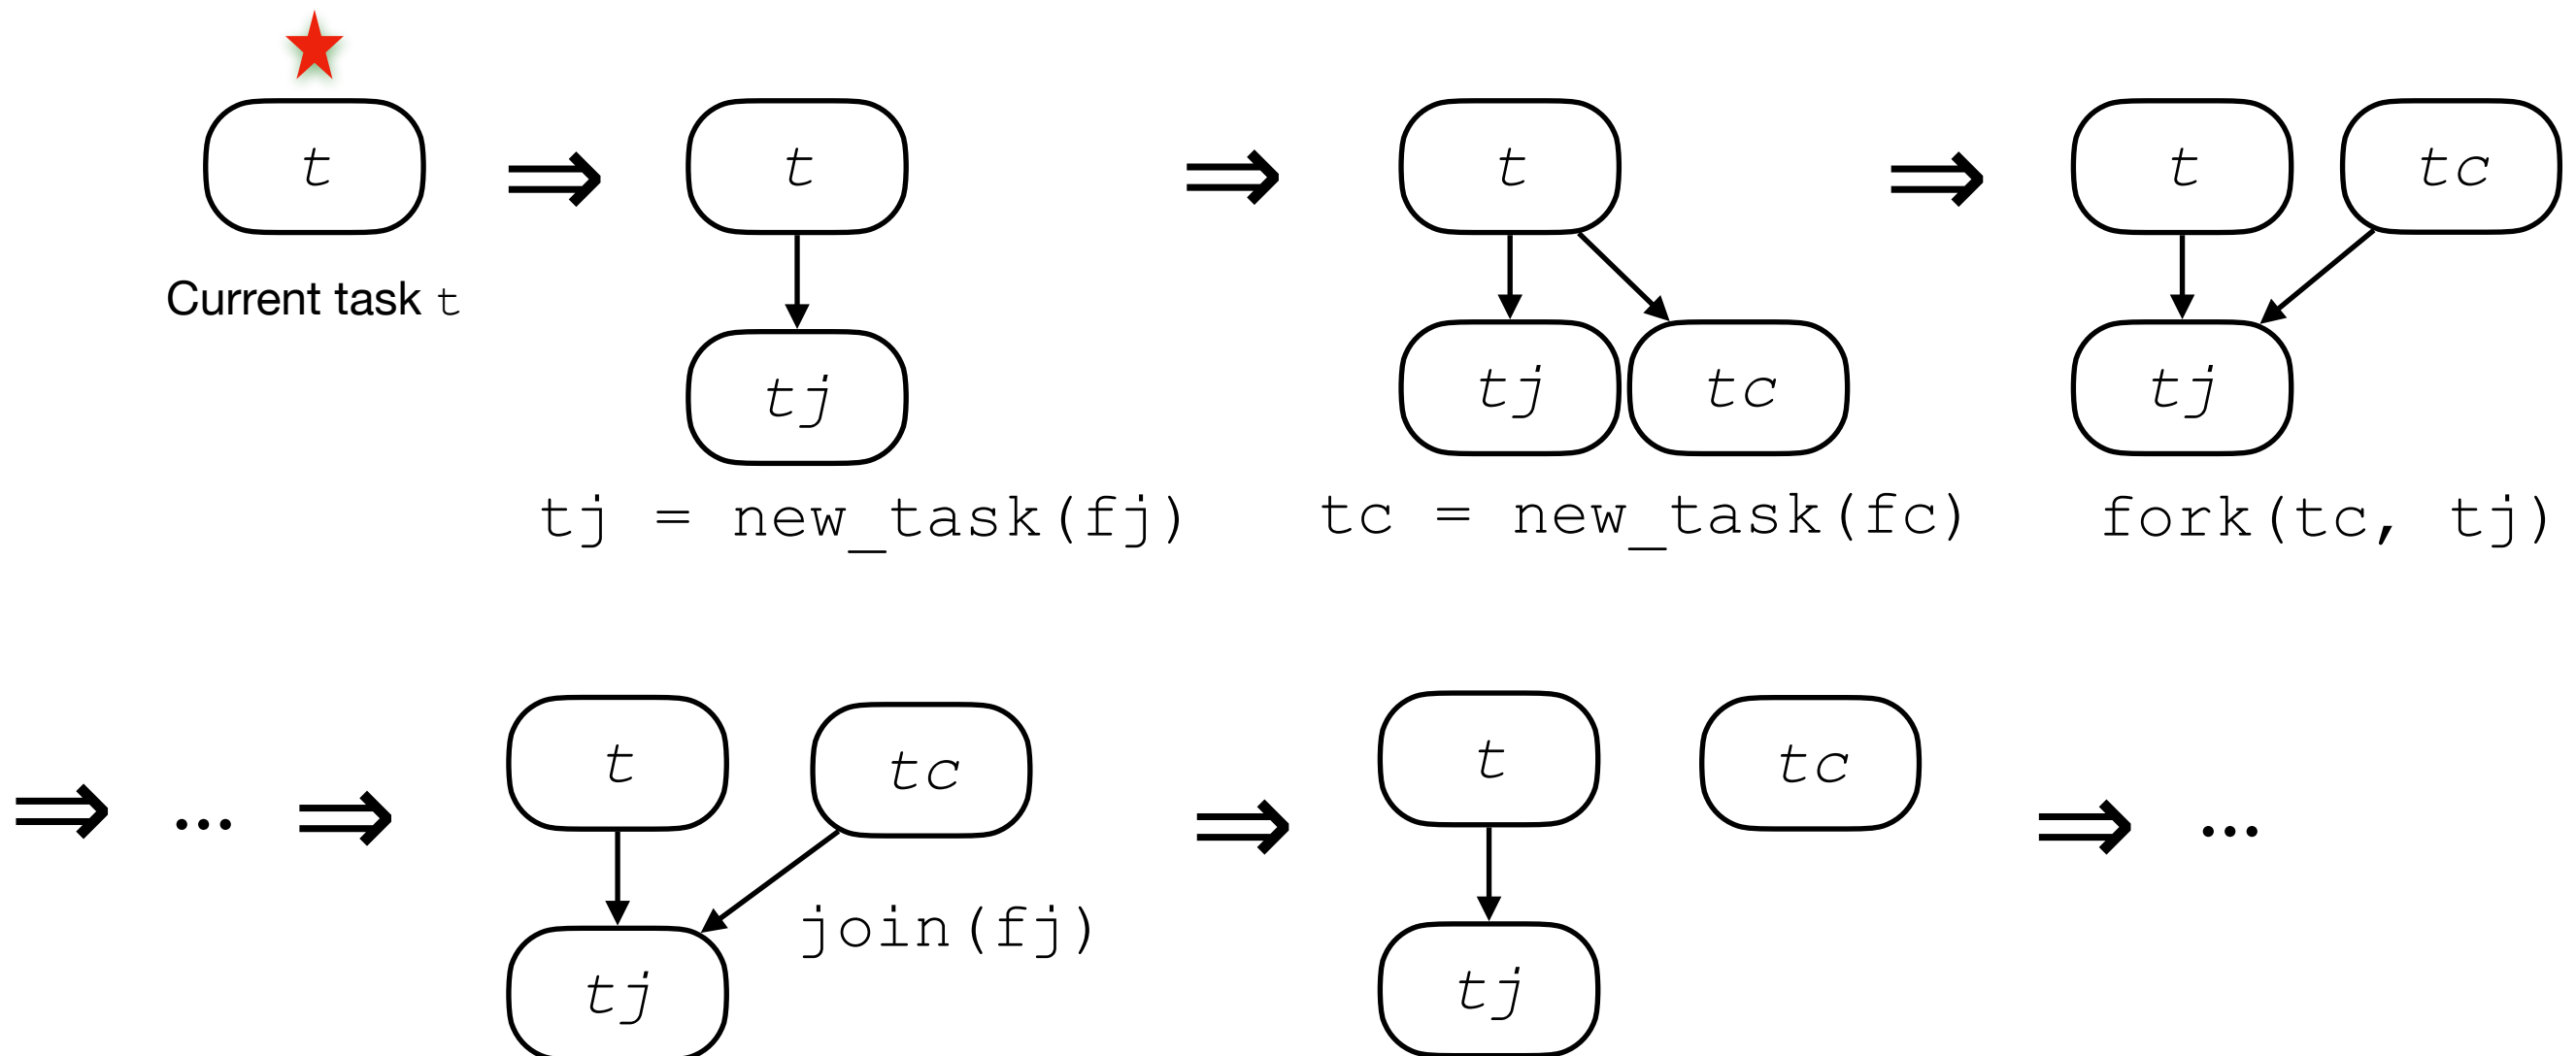 t
Current task t
t
tj
tj = new_task(fj)
t
tj tc
tc = new_task(fc)
t tc
tj
fork(tc, tj)
...
t tc
join(fj)
tj
t tc
tj
...